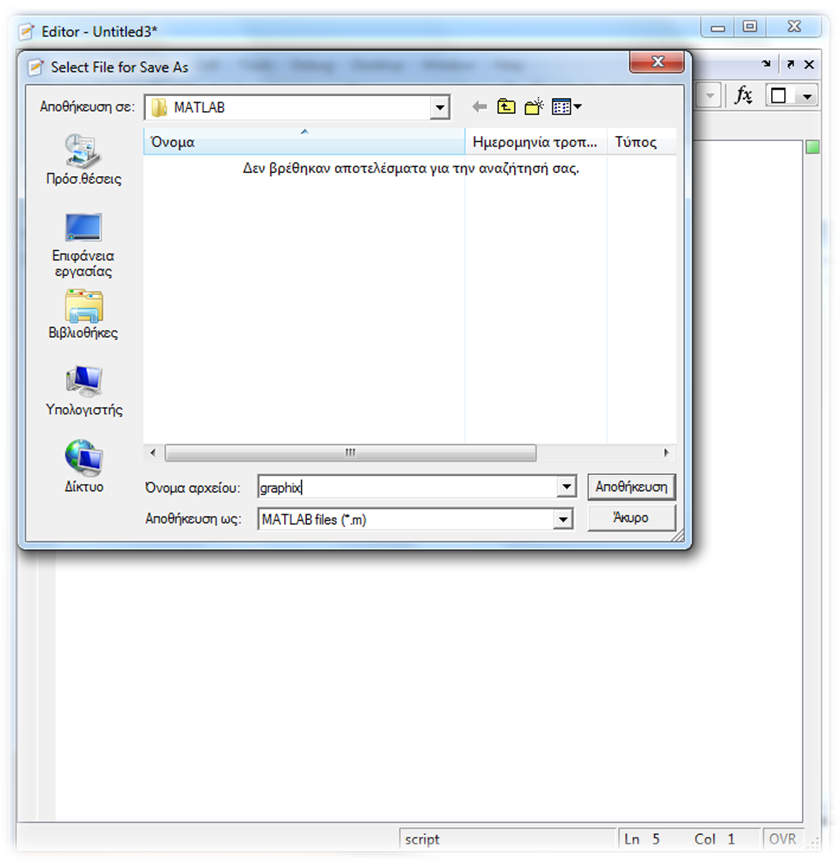 Editor - Untitled3*
Select File for Save As
Αποθήκευση σε:
MATLAB
fx
Όνομα
Ημερομηνία τροπ...
Τύπος
Δεν βρέθηκαν αποτελέσματα για την αναζήτησή σας.
Πρόσ.θέσεις
Επιφάνεια
εργασίας
Βιβλιοθήκες
Υπολογιστής
Δίκτυο
Όνομα αρχείου:
graphix
Αποθήκευση
Αποθήκευση ως:
MATLAB files (*.m)
Άκυρο
script
Ln 5 Col 1
OVR